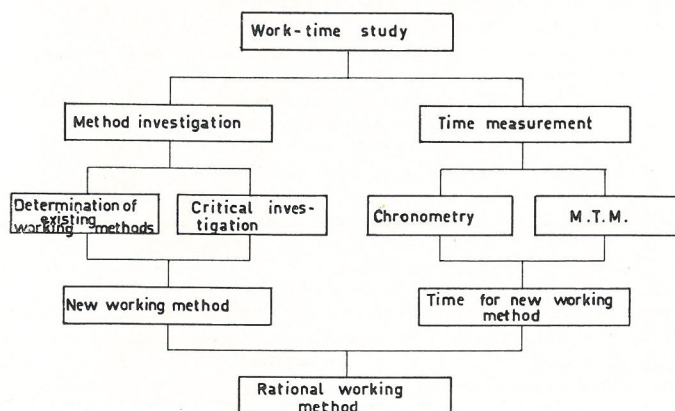 Work-time study
Method investigation
Time measurement
Determination of
existing
working methods
Critical inves-
tigation
Chronometry
M.T.M.
New working method
Time for new working
method
Rational working
method